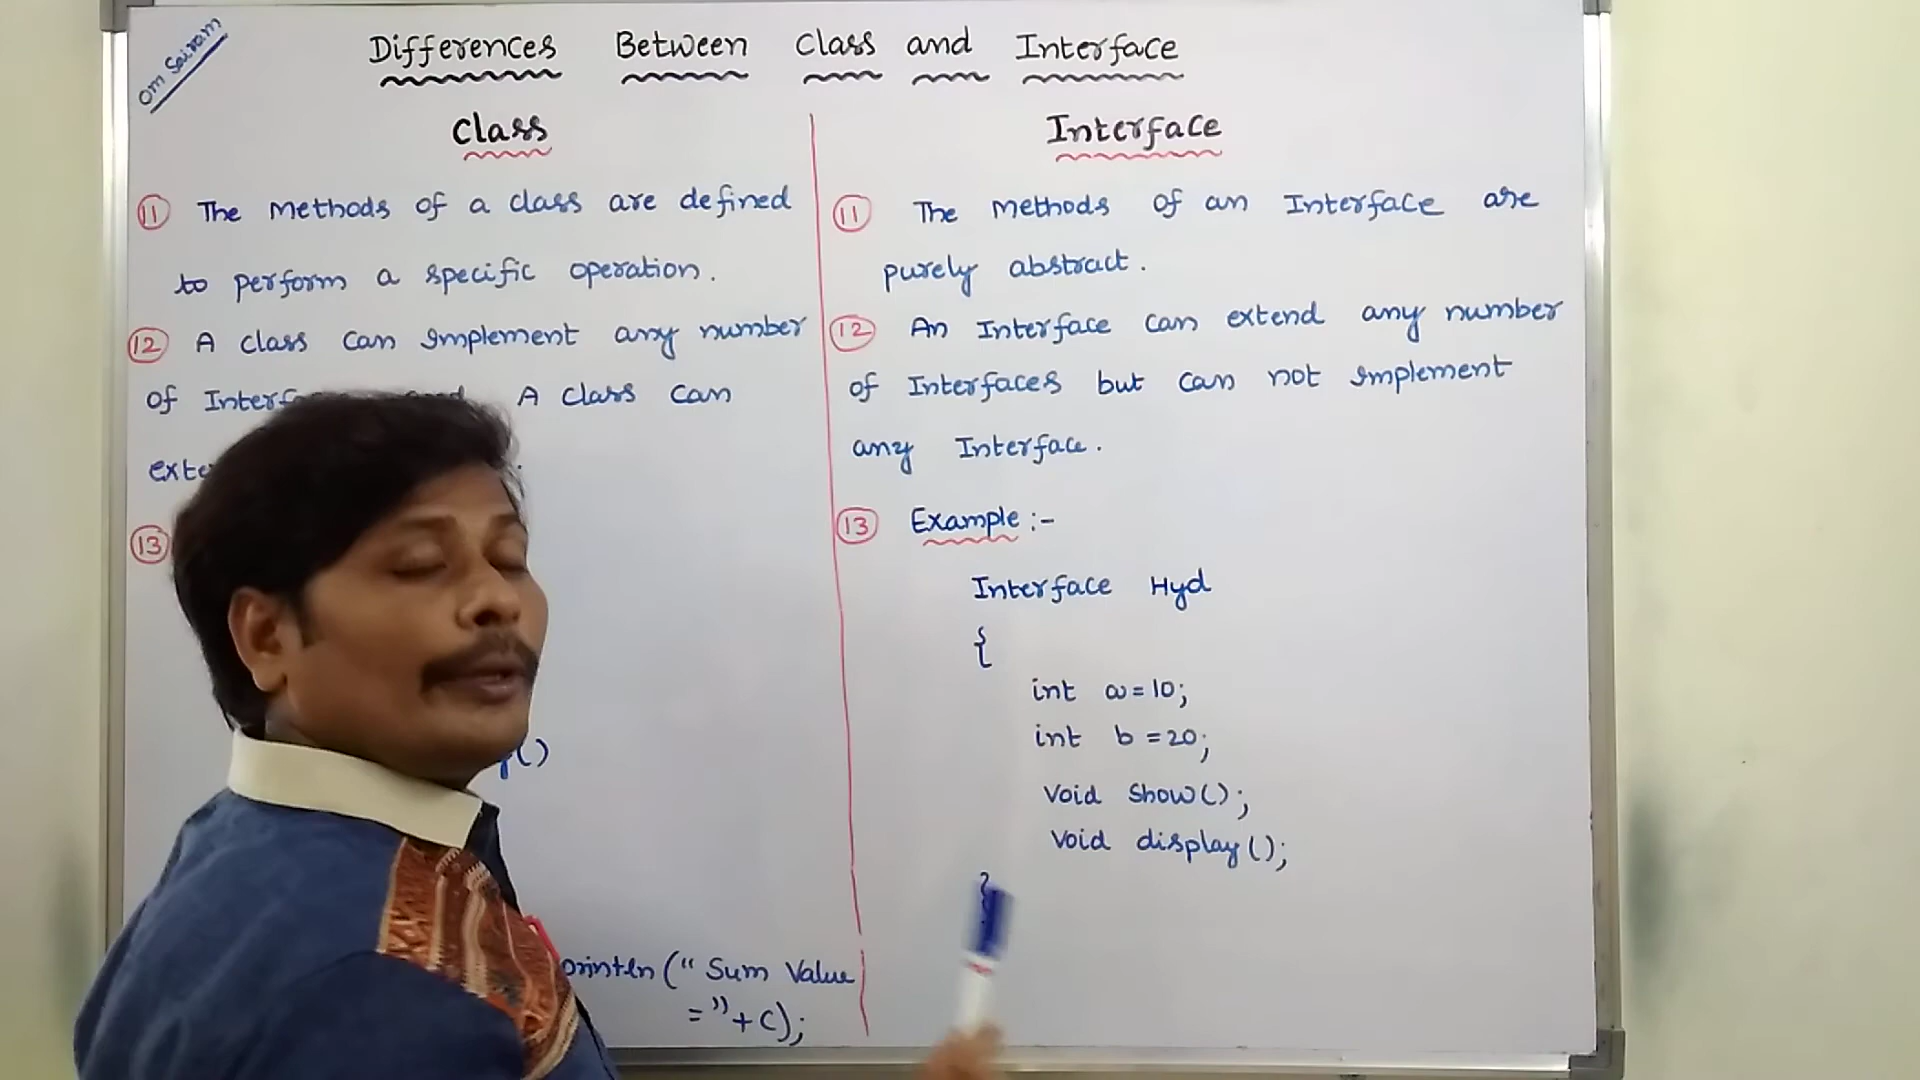 Om Sairam
Differences Between Class and Interface
Class
11 The methods of a class are defined
to perform a specific operation.
12 A class can Implement any number
of A class can
13
()
println (" Sum Value
="+c);
Interface
11 The methods of an Interface are
purely abstract.
12 An Interface can extend any number
of Interfaces but can not Implement
any Interface.
13 Example :-
Interface Hyd
{
int a=10;
int b=20;
Void Show();
Void display();
}